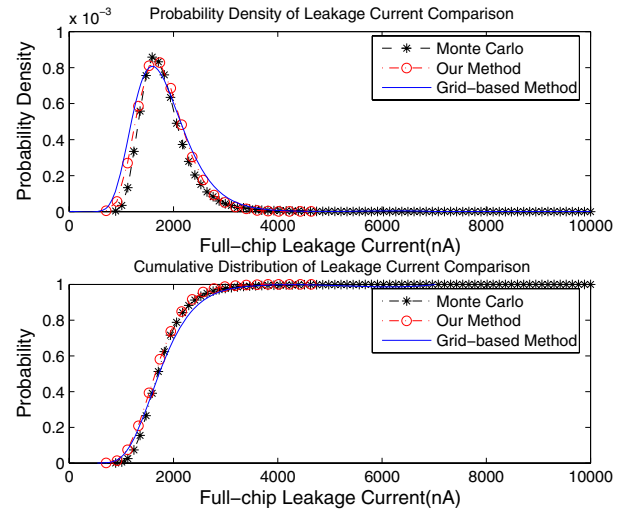 Probability Density of Leakage Current Comparison
x 10⁻³
Probability Density
1
0.8
0.6
0.4
0.2
0
0 2000 4000 6000 8000 10000
Full-chip Leakage Current(nA)
Monte Carlo
Our Method
Grid-based Method
Cumulative Distribution of Leakage Current Comparison
Probability
1
0.8
0.6
0.4
0.2
0
0 2000 4000 6000 8000 10000
Full-chip Leakage Current(nA)
Monte Carlo
Our Method
Grid-based Method